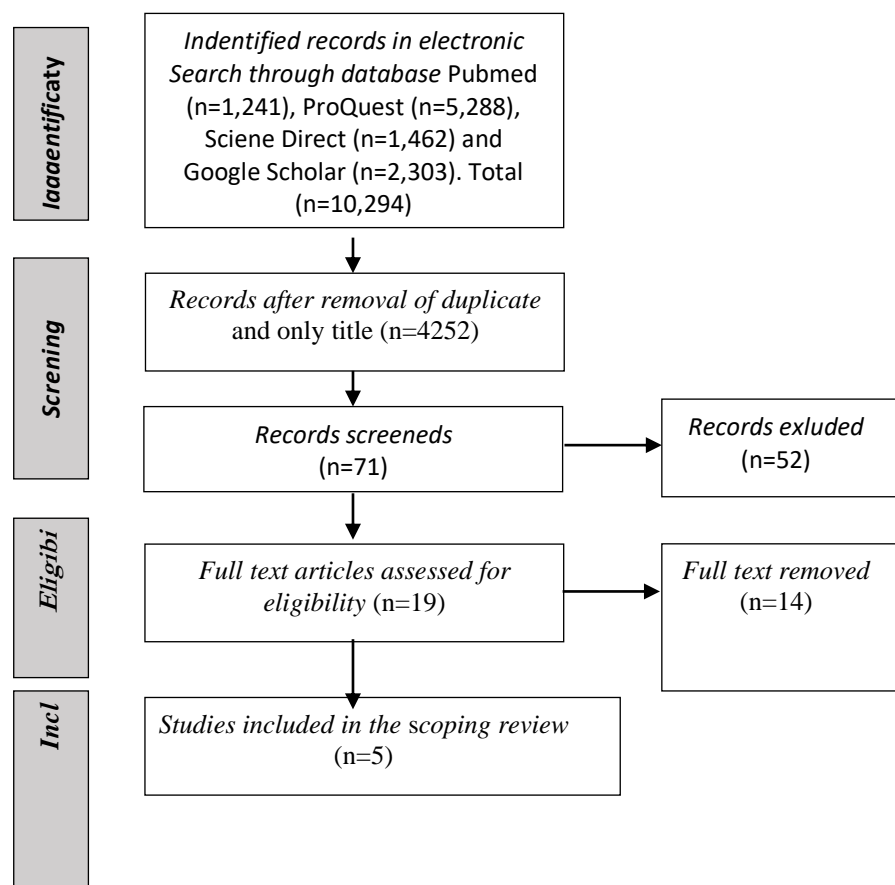 Iaaaentificaty
Indentified records in electronic
Search through database Pubmed
(n=1,241), ProQuest (n=5,288),
Sciene Direct (n=1,462) and
Google Scholar (n=2,303). Total
(n=10,294)
Screning
Records after removal of duplicate
and only title (n=4252)
Records screeneds
(n=71)
Records exluded
(n=52)
Eligibi
Full text articles assessed for
eligibility (n=19)
Full text removed
(n=14)
Incl
Studies included in the scoping review
(n=5)